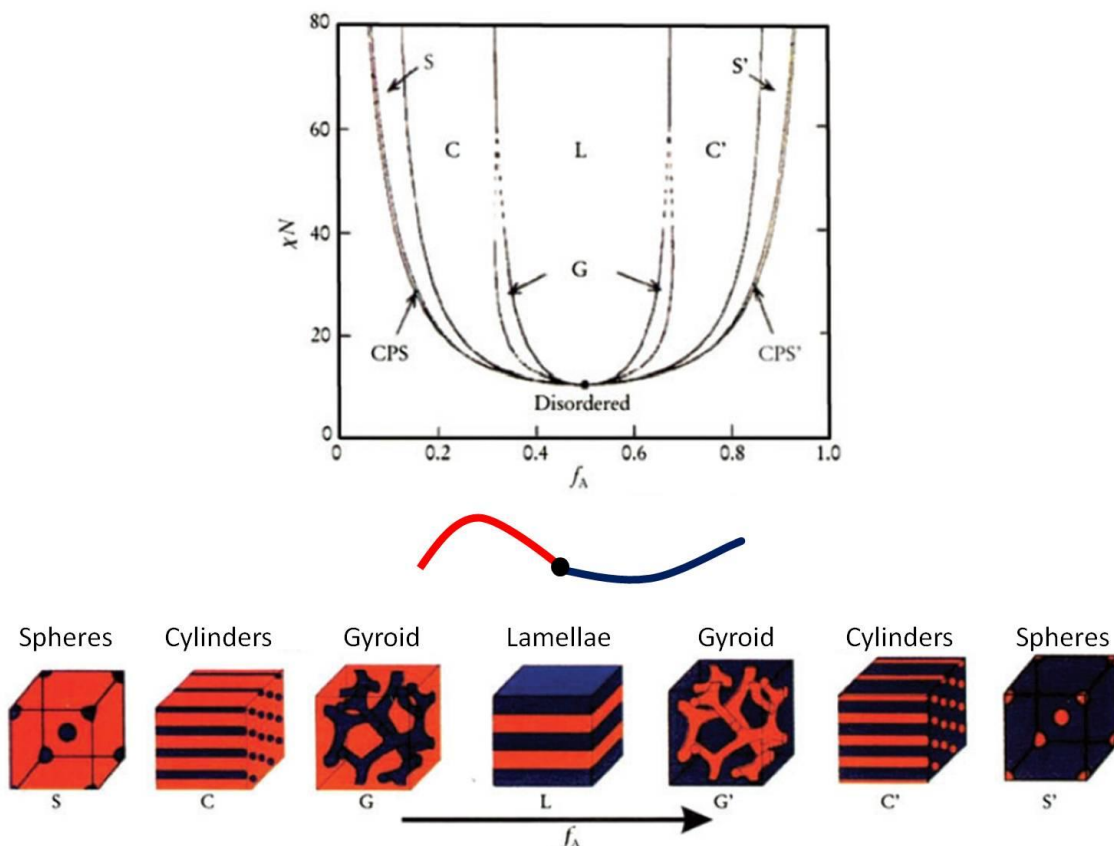 80
S
S'
60
C
L
C'
χN
40
G
CPS
CPS'
20
Disordered
0
0
0.2
0.4
0.6
0.8
1.0
fA
Spheres Cylinders Gyroid Lamellae Gyroid Cylinders Spheres
S C G L G' C' S'
fA